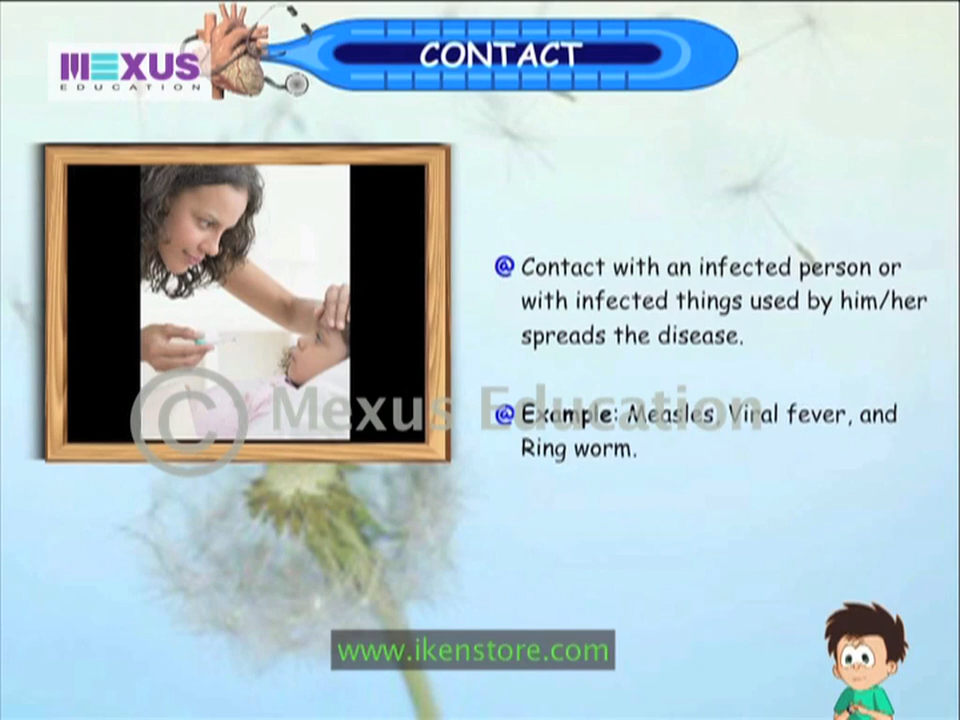 MEXUS
EDUCATION
CONTACT
@ Contact with an infected person or
with infected things used by him/her
spreads the disease.
© Mexus Education
@ Example: Measles, Viral fever, and
Ring worm.
www.ikenstore.com